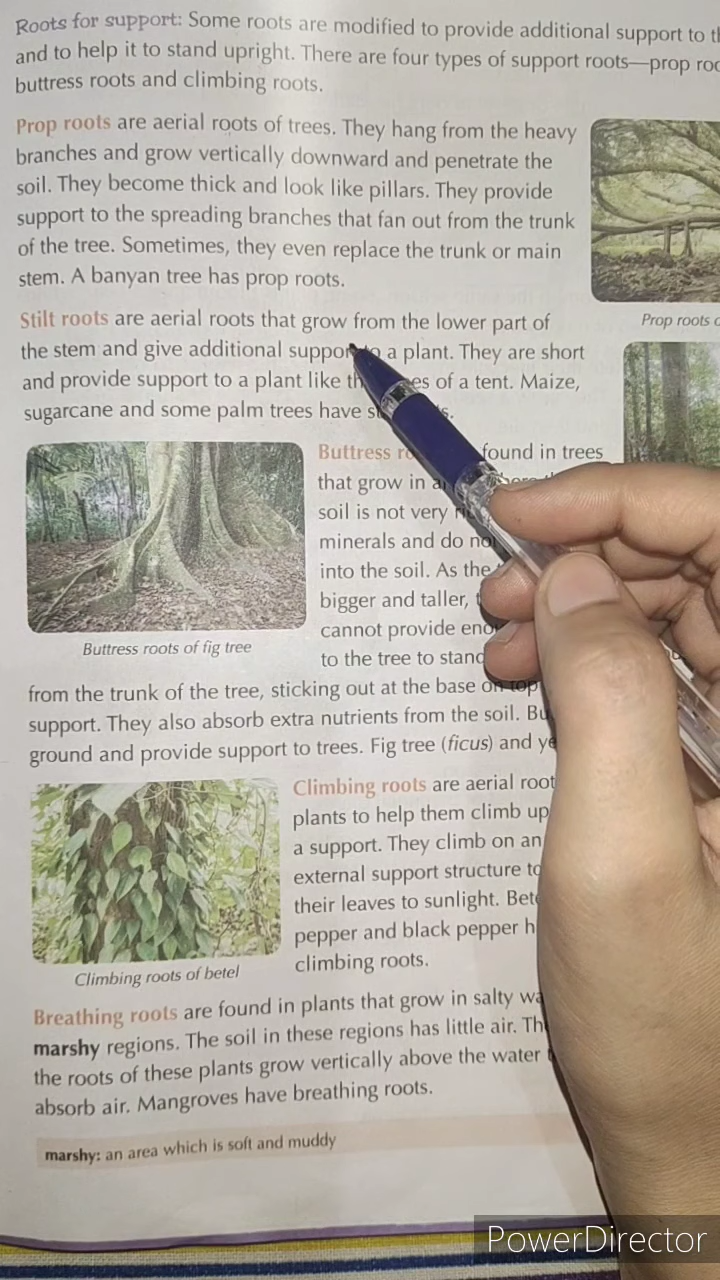 Roots for support: Some roots are modified to provide additional support to
and to help it to stand upright. There are four types of support roots—prop
buttress roots and climbing roots.
Prop roots are aerial roots of trees. They hang from the heavy
branches and grow vertically downward and penetrate the
soil. They become thick and look like pillars. They provide
support to the spreading branches that fan out from the trunk
of the tree. Sometimes, they even replace the trunk or main
stem. A banyan tree has prop roots.
Prop roots
Stilt roots are aerial roots that grow from the lower part of
the stem and give additional support to a plant. They are short
and provide support to a plant like of a tent. Maize,
sugarcane and some palm trees have
Buttress found in trees
that grow in
soil is not very
minerals and do not
into the soil. As the
bigger and taller,
cannot provide
to the tree to stand
Buttress roots of fig tree
from the trunk of the tree, sticking out at the base on top
support. They also absorb extra nutrients from the soil.
ground and provide support to trees. Fig tree (ficus) and
Climbing roots are aerial
plants to help them climb up
a support. They climb on an
external support structure to
their leaves to sunlight.
pepper and black pepper
climbing roots.
Climbing roots of betel
Breathing roots are found in plants that grow in salty
marshy regions. The soil in these regions has little air.
the roots of these plants grow vertically above the water
absorb air. Mangroves have breathing roots.
marshy: an area which is soft and muddy
PowerDirector